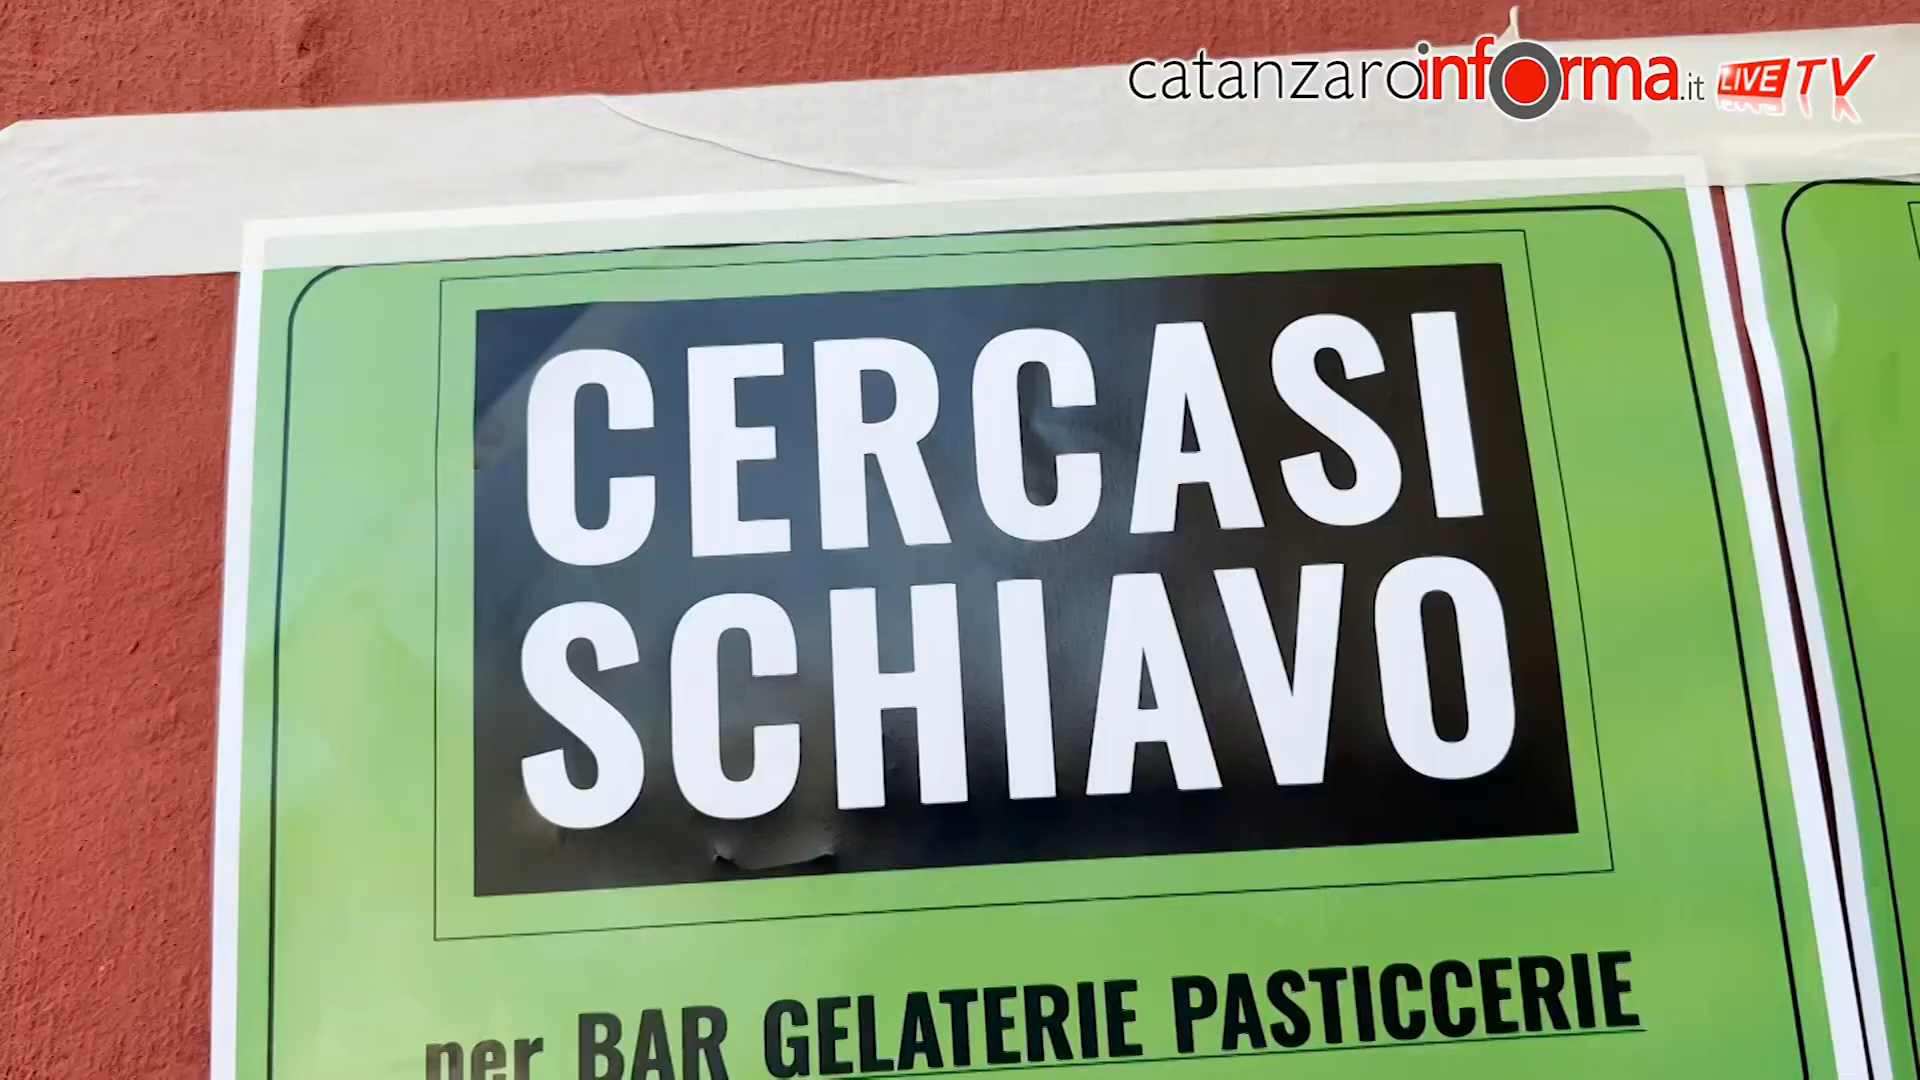 catanzaroinforma.it LIVE TV
CERCASI
SCHIAVO
per BAR GELATERIE PASTICCERIE